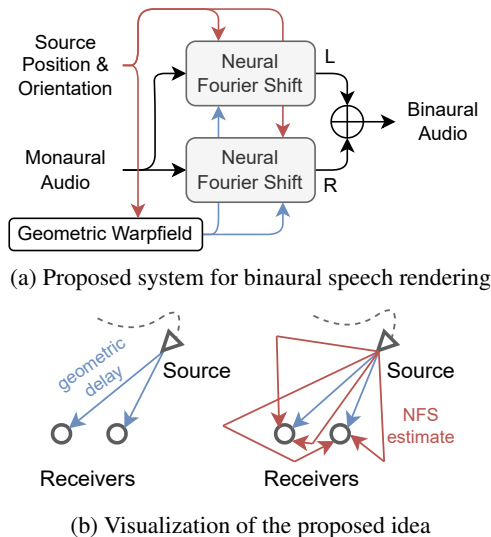 Source
Position &
Orientation
Neural
Fourier Shift
L
Binaural
Audio
Monaural
Audio
Neural
Fourier Shift
R
Geometric Warpfield
(a) Proposed system for binaural speech rendering
geometric
delay
Source
Receivers
Source
NFS
estimate
Receivers
(b) Visualization of the proposed idea